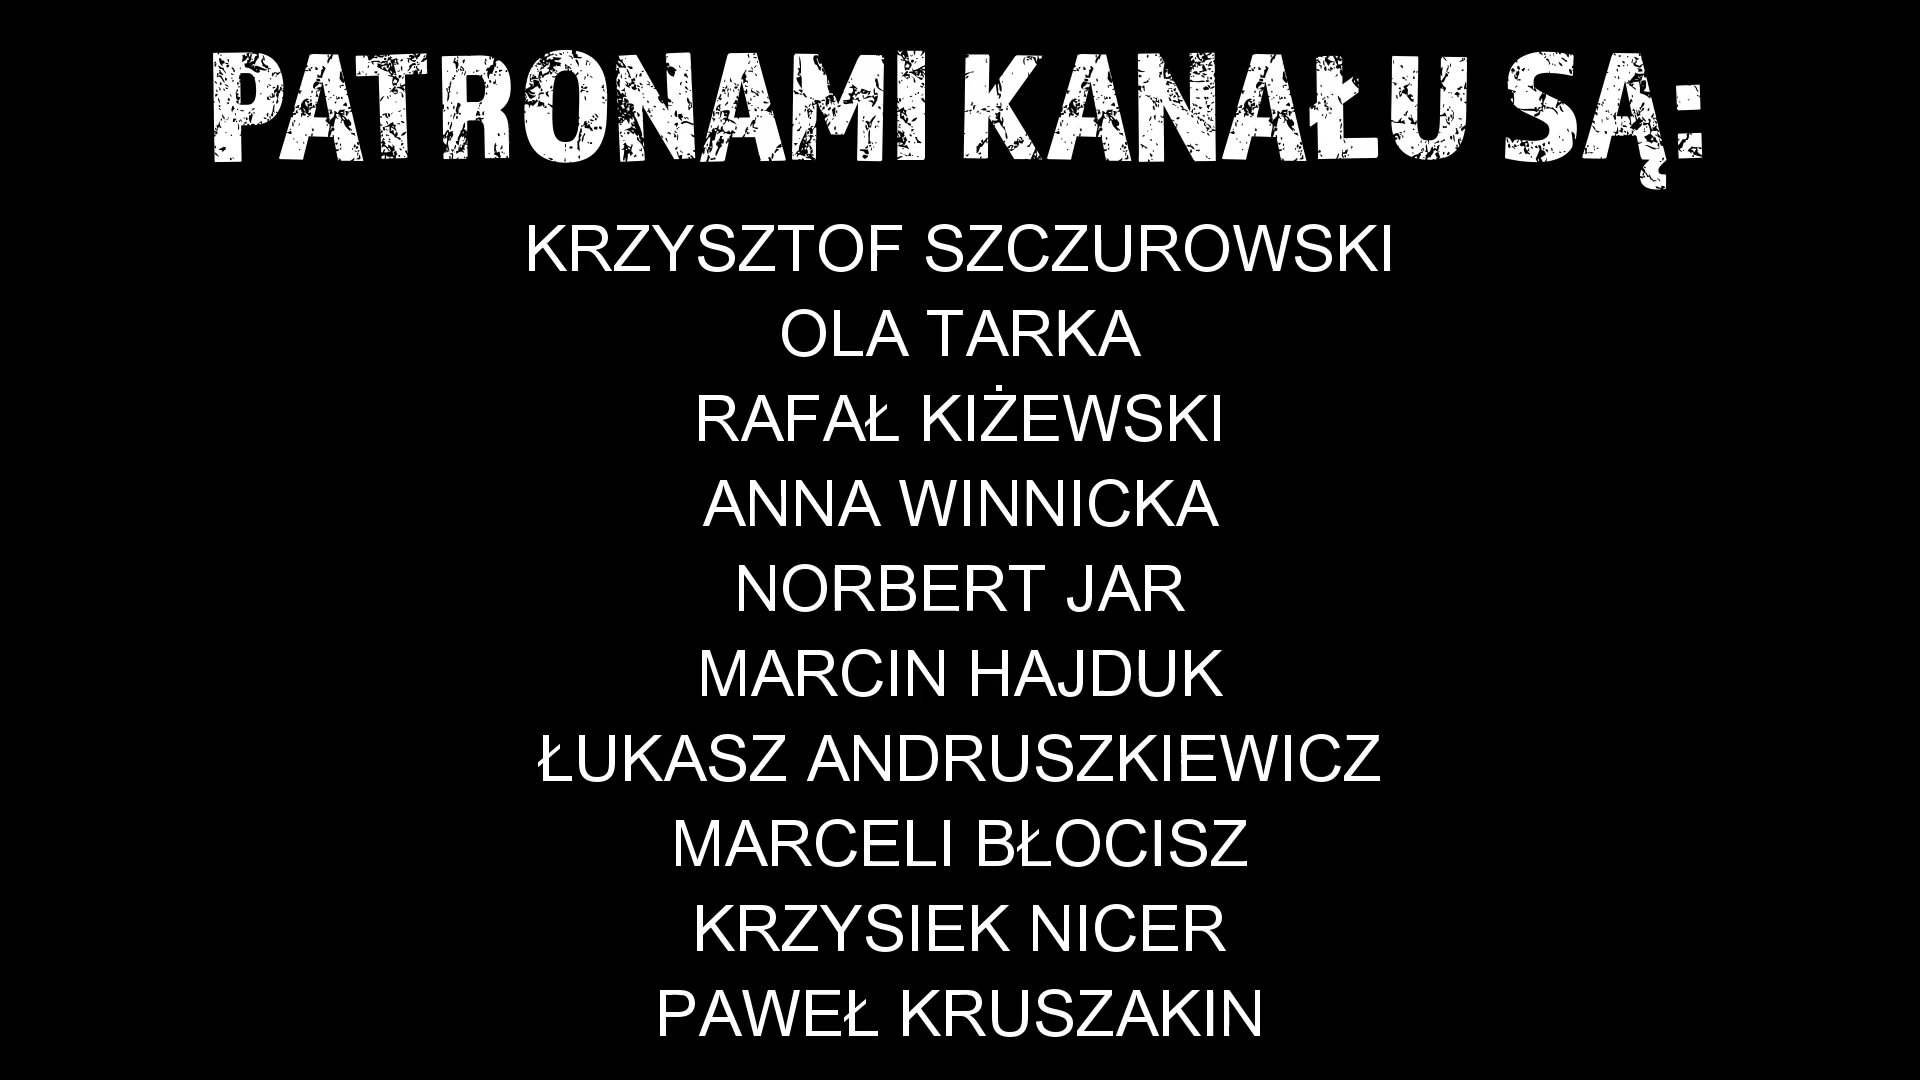 PATRONAMI KANAŁU SĄ:
KRZYSZTOF SZCZUROWSKI
OLA TARKA
RAFAŁ KIŻEWSKI
ANNA WINNICKA
NORBERT JAR
MARCIN HAJDUK
ŁUKASZ ANDRUSZKIEWICZ
MARCELI BŁOCISZ
KRZYSIEK NICER
PAWEŁ KRUSZAKIN